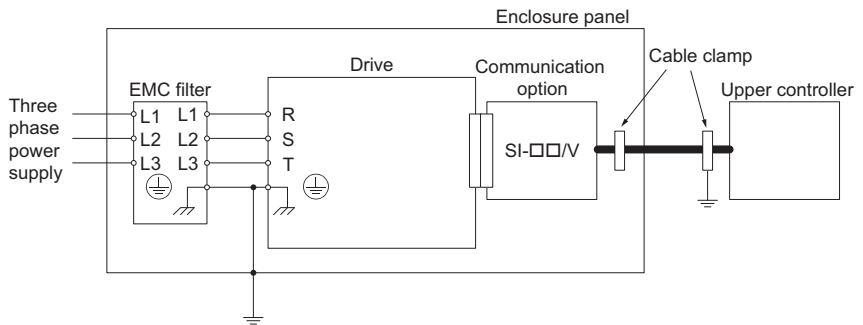 Enclosure panel
Cable clamp
Drive
Communication
option
Upper controller
EMC filter
Three
phase
power
supply
L1 L1 R
L2 L2 S
L3 L3 T
SI-□□/V